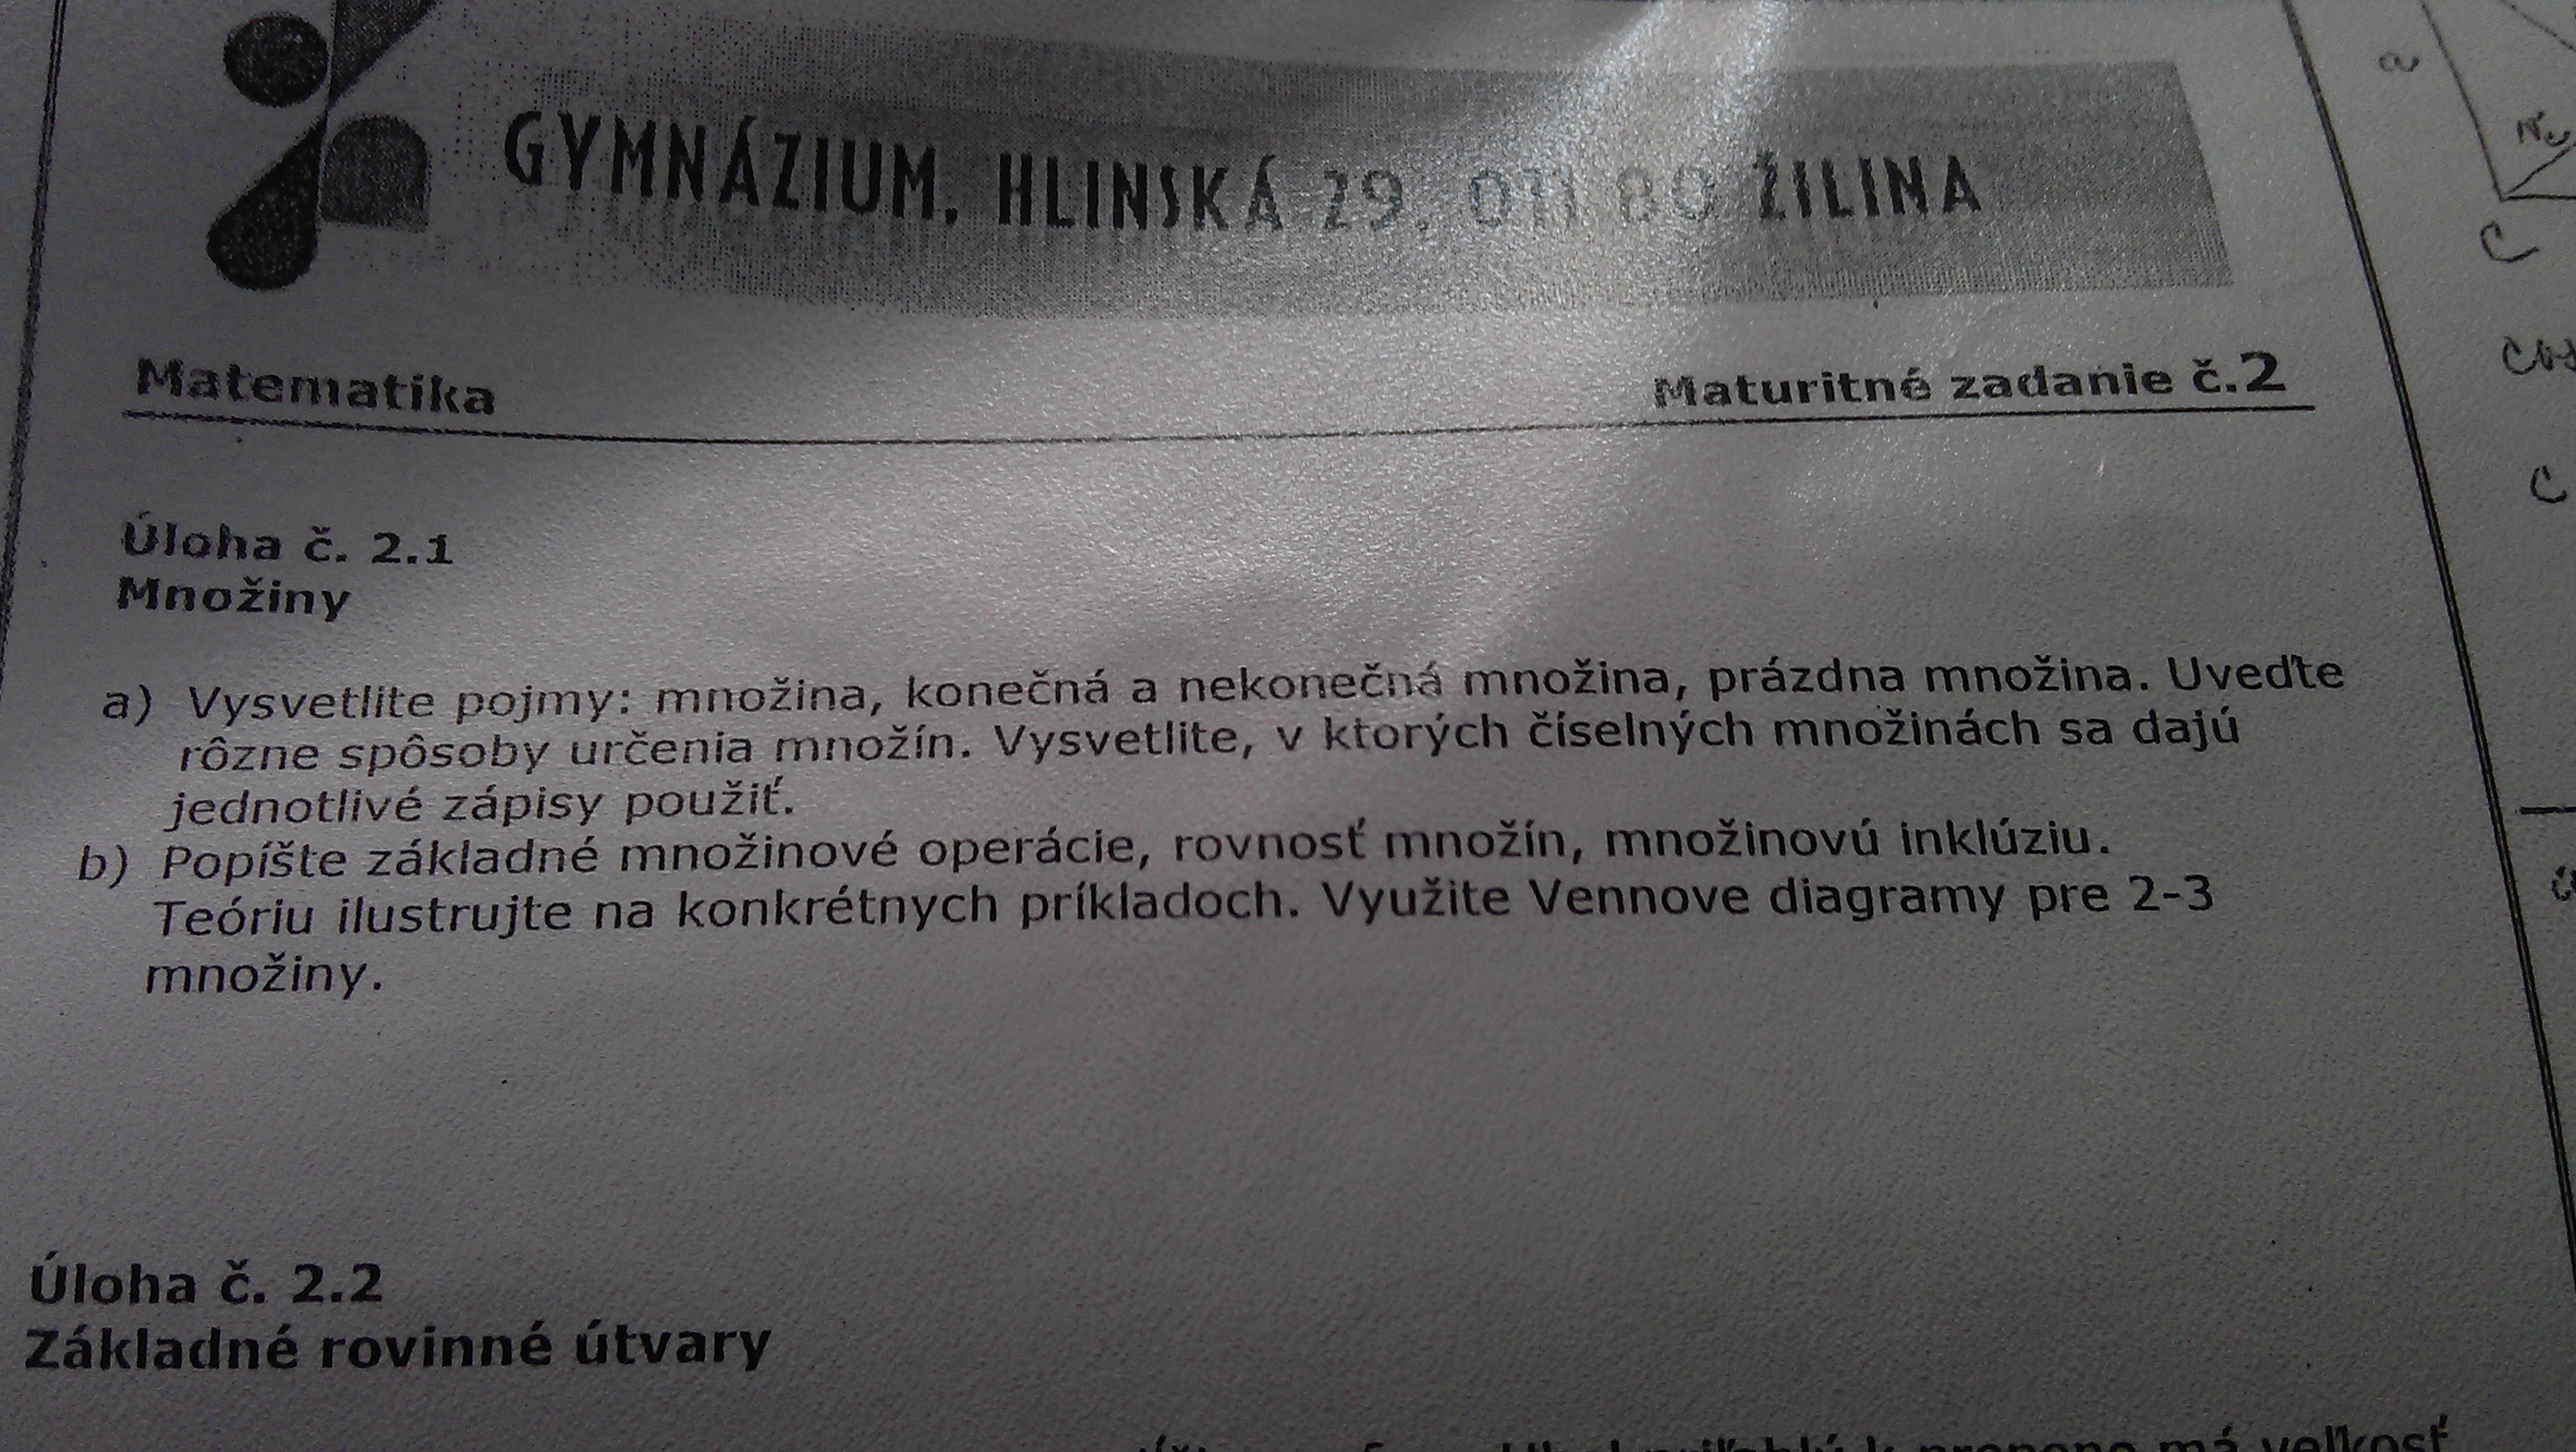 GYMNÁZIUM, HLINSKÁ 29, 011 80 ŽILINA
Matematika Maturitné zadanie č.2
Úloha č. 2.1
Množiny
a) Vysvetlite pojmy: množina, konečná a nekonečná množina, prázdna množina. Uveďte
rôzne spôsoby určenia množín. Vysvetlite, v ktorých číselných množinách sa dajú
jednotlivé zápisy použiť.
b) Popíšte základné množinové operácie, rovnosť množín, množinovú inklúziu.
Teóriu ilustrujte na konkrétnych príkladoch. Využite Vennove diagramy pre 2-3
množiny.
Úloha č. 2.2
Základné rovinné útvary
k prepone má veľkosť
a
C
C